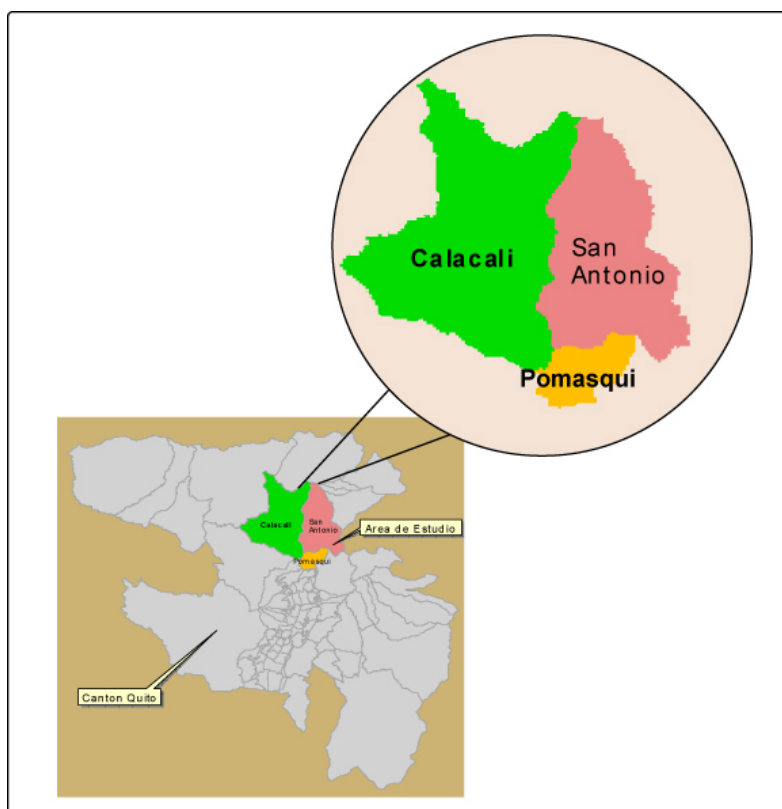 Calacali
San
Antonio
Pomasqui
Calacali
San
Antonio
Area de Estudio
Pomasqui
Canton Quito